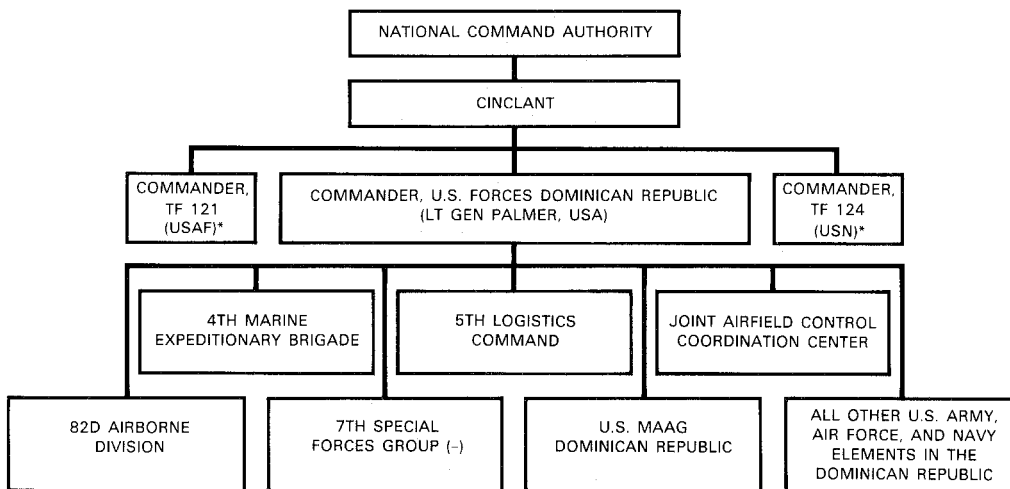 NATIONAL COMMAND AUTHORITY
CINCLANT
COMMANDER,
TF 121
(USAF)*
COMMANDER, U.S. FORCES DOMINICAN REPUBLIC
(LT GEN PALMER, USA)
COMMANDER,
TF 124
(USN)*
4TH MARINE
EXPEDITIONARY BRIGADE
5TH LOGISTICS
COMMAND
JOINT AIRFIELD CONTROL
COORDINATION CENTER
82D AIRBORNE
DIVISION
7TH SPECIAL
FORCES GROUP (–)
U.S. MAAG
DOMINICAN REPUBLIC
ALL OTHER U.S. ARMY,
AIR FORCE, AND NAVY
ELEMENTS IN THE
DOMINICAN REPUBLIC